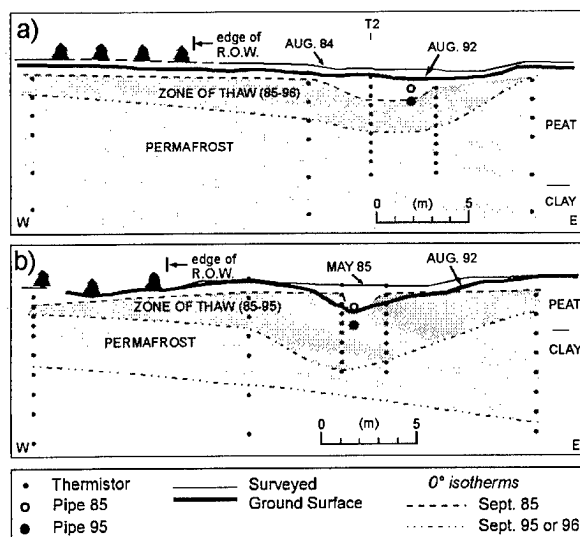 a)
edge of
R.O.W.
AUG. 84
T2
AUG. 92
ZONE OF THAW (85-96)
PERMAFROST
PEAT
CLAY
0 (m) 5
W
E
b)
edge of
R.O.W.
MAY 85
AUG. 92
ZONE OF THAW (85-95)
PERMAFROST
PEAT
CLAY
0 (m) 5
W
E
Thermistor
Pipe 85
Pipe 95
Surveyed
Ground Surface
0° isotherms
Sept. 85
Sept. 95 or 96